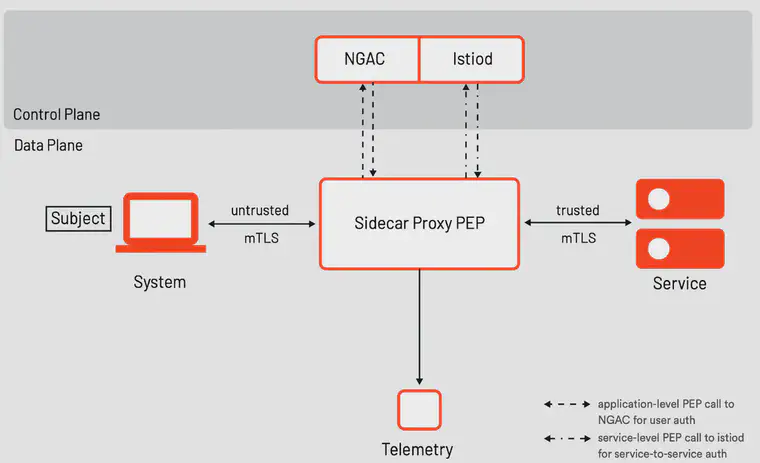 NGAC
Istiod
Control Plane
Data Plane
Subject
untrusted
mTLS
Sidecar Proxy PEP
trusted
mTLS
System
Service
Telemetry
application-level PEP call to
NGAC for user auth
service-level PEP call to istiod
for service-to-service auth